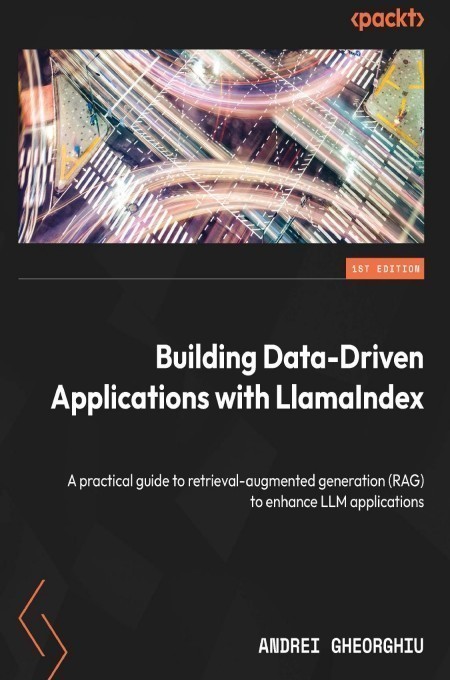 <packt>
1ST EDITION
Building Data-Driven
Applications with LlamaIndex
A practical guide to retrieval-augmented generation (RAG)
to enhance LLM applications
ANDREI GHEORGHIU